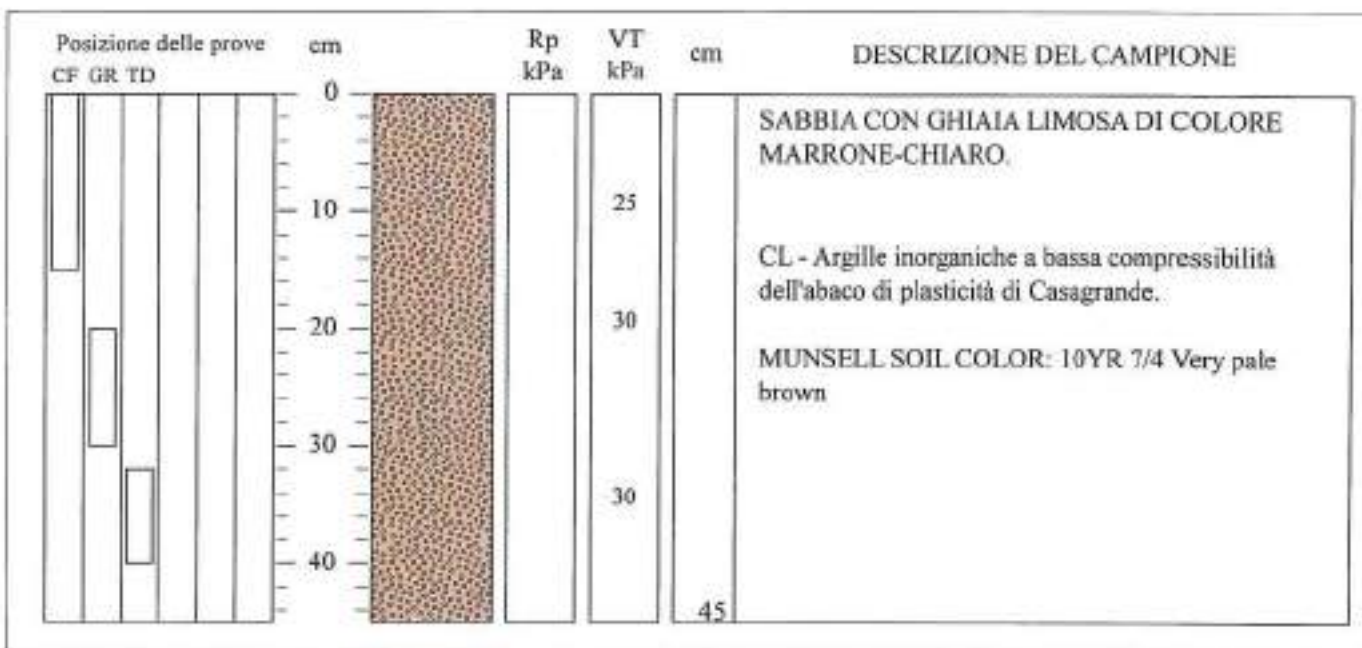 Posizione delle prove
CF GR TD
cm
Rp
kPa
VT
kPa
cm
DESCRIZIONE DEL CAMPIONE
0
10
20
30
40
25
30
30
45
SABBIA CON GHIAIA LIMOSA DI COLORE
MARRONE-CHIARO.
CL - Argille inorganiche a bassa compressibilità
dell'abaco di plasticità di Casagrande.
MUNSELL SOIL COLOR: 10YR 7/4 Very pale
brown